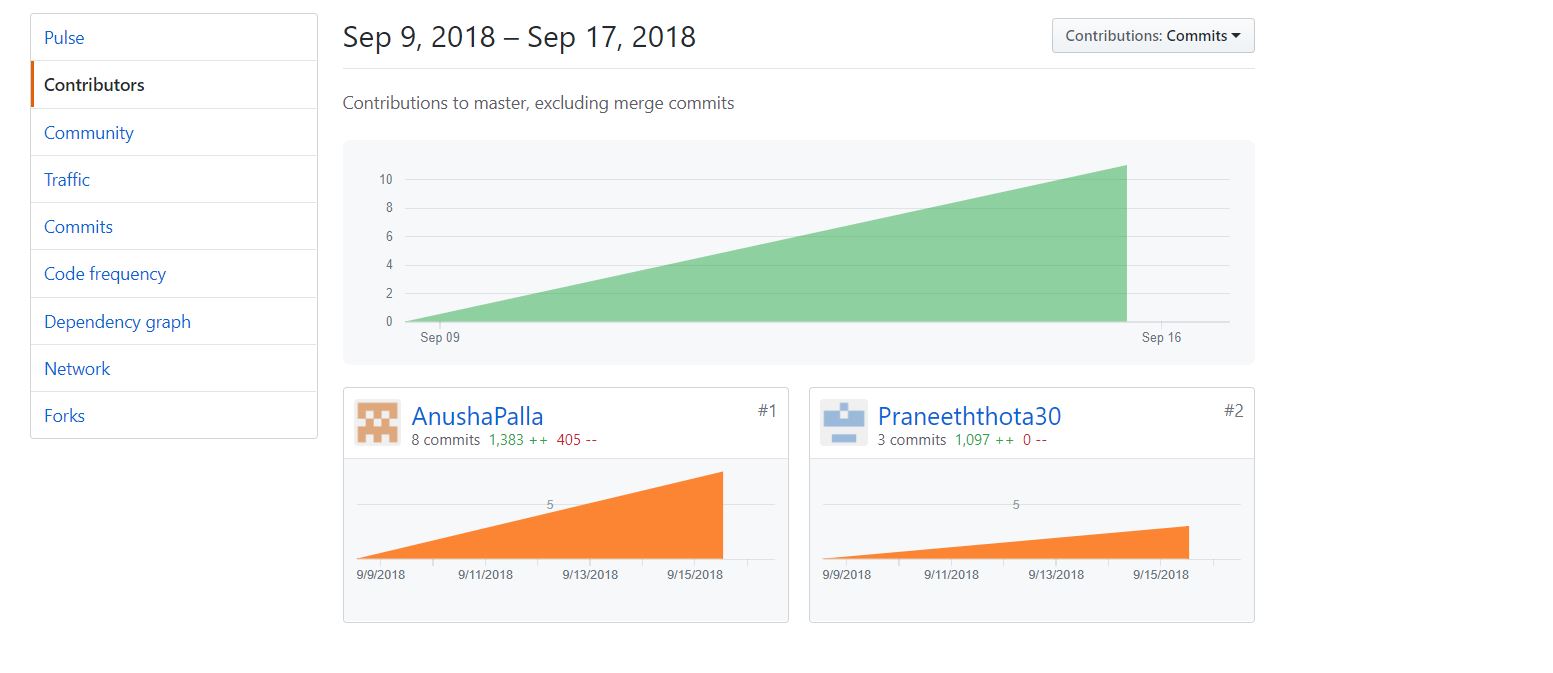 Pulse
Contributors
Community
Traffic
Commits
Code frequency
Dependency graph
Network
Forks
Sep 9, 2018 – Sep 17, 2018
Contributions: Commits
Contributions to master, excluding merge commits
10
8
6
4
2
0
Sep 09 Sep 16
AnushaPalla #1
8 commits 1,383 ++ 405 --
5
9/9/2018 9/11/2018 9/13/2018 9/15/2018
Praneeththota30 #2
3 commits 1,097 ++ 0 --
5
9/9/2018 9/11/2018 9/13/2018 9/15/2018